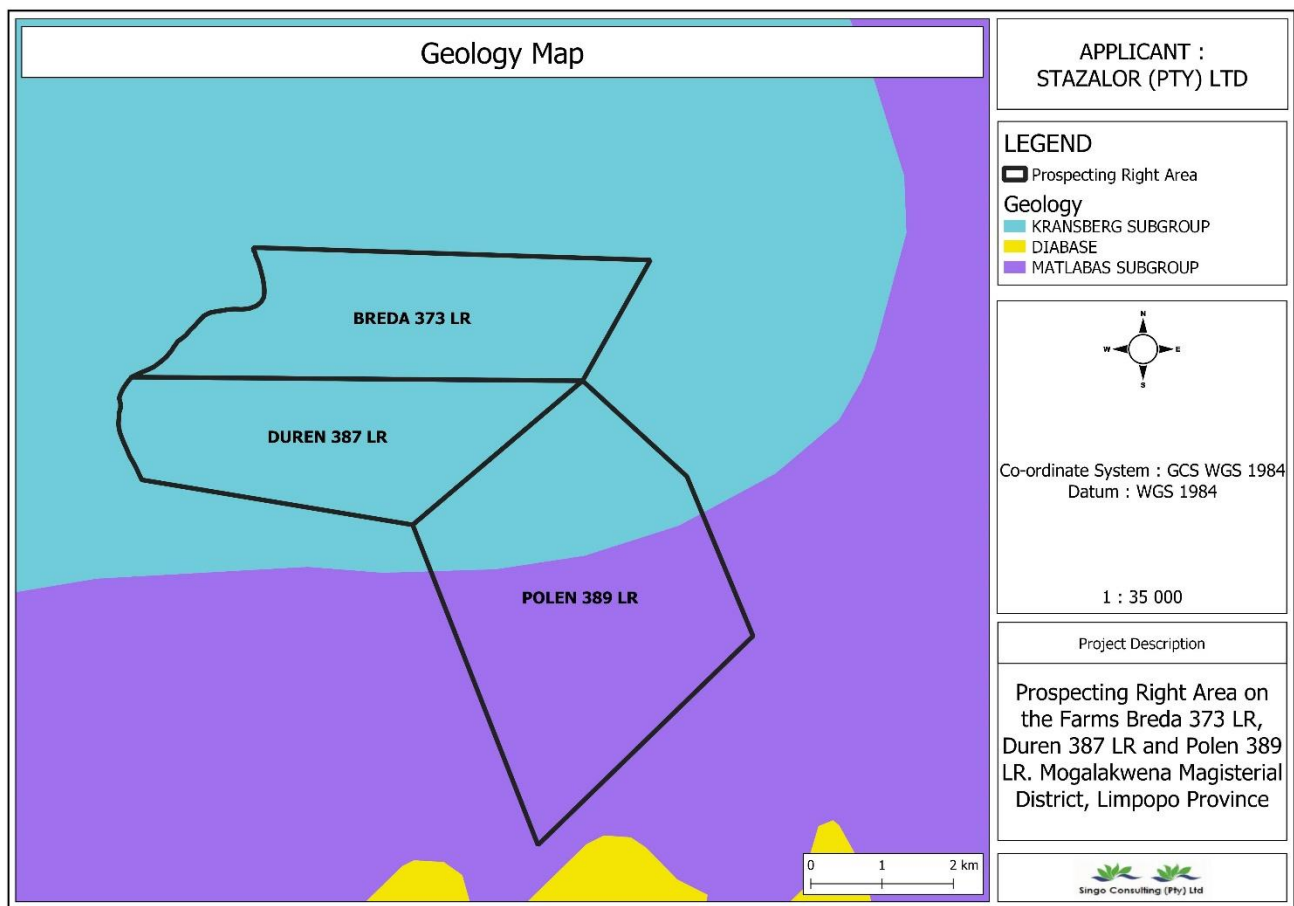 Geology Map
APPLICANT :
STAZALOR (PTY) LTD
LEGEND
Prospecting Right Area
Geology
KRANSBERG SUBGROUP
DIABASE
MATLABAS SUBGROUP
BREDA 373 LR
DUREN 387 LR
POLEN 389 LR
N
W E
S
Co-ordinate System : GCS WGS 1984
Datum : WGS 1984
1 : 35 000
Project Description
Prospecting Right Area on
the Farms Breda 373 LR,
Duren 387 LR and Polen 389
LR. Mogalakwena Magisterial
District, Limpopo Province
0 1 2 km
Singo Consulting (Pty) Ltd